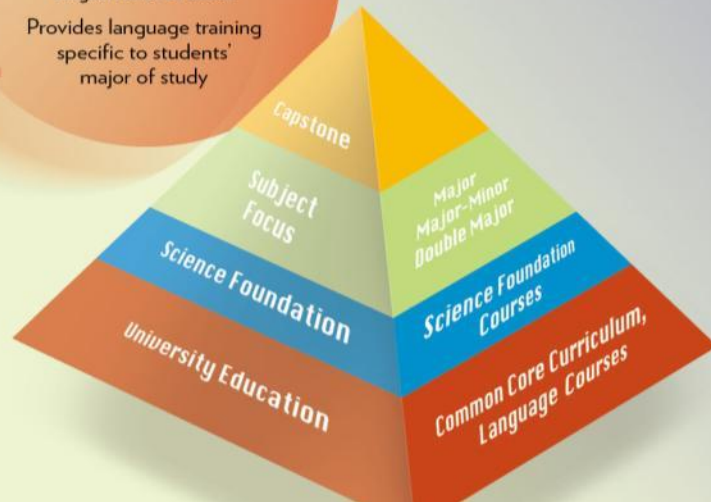 Provides language training
specific to students'
major of study
Capstone
Subject
Focus
Major
Major-Minor
Double Major
Science Foundation
Science Foundation
Courses
University Education
Common Core Curriculum,
Language Courses